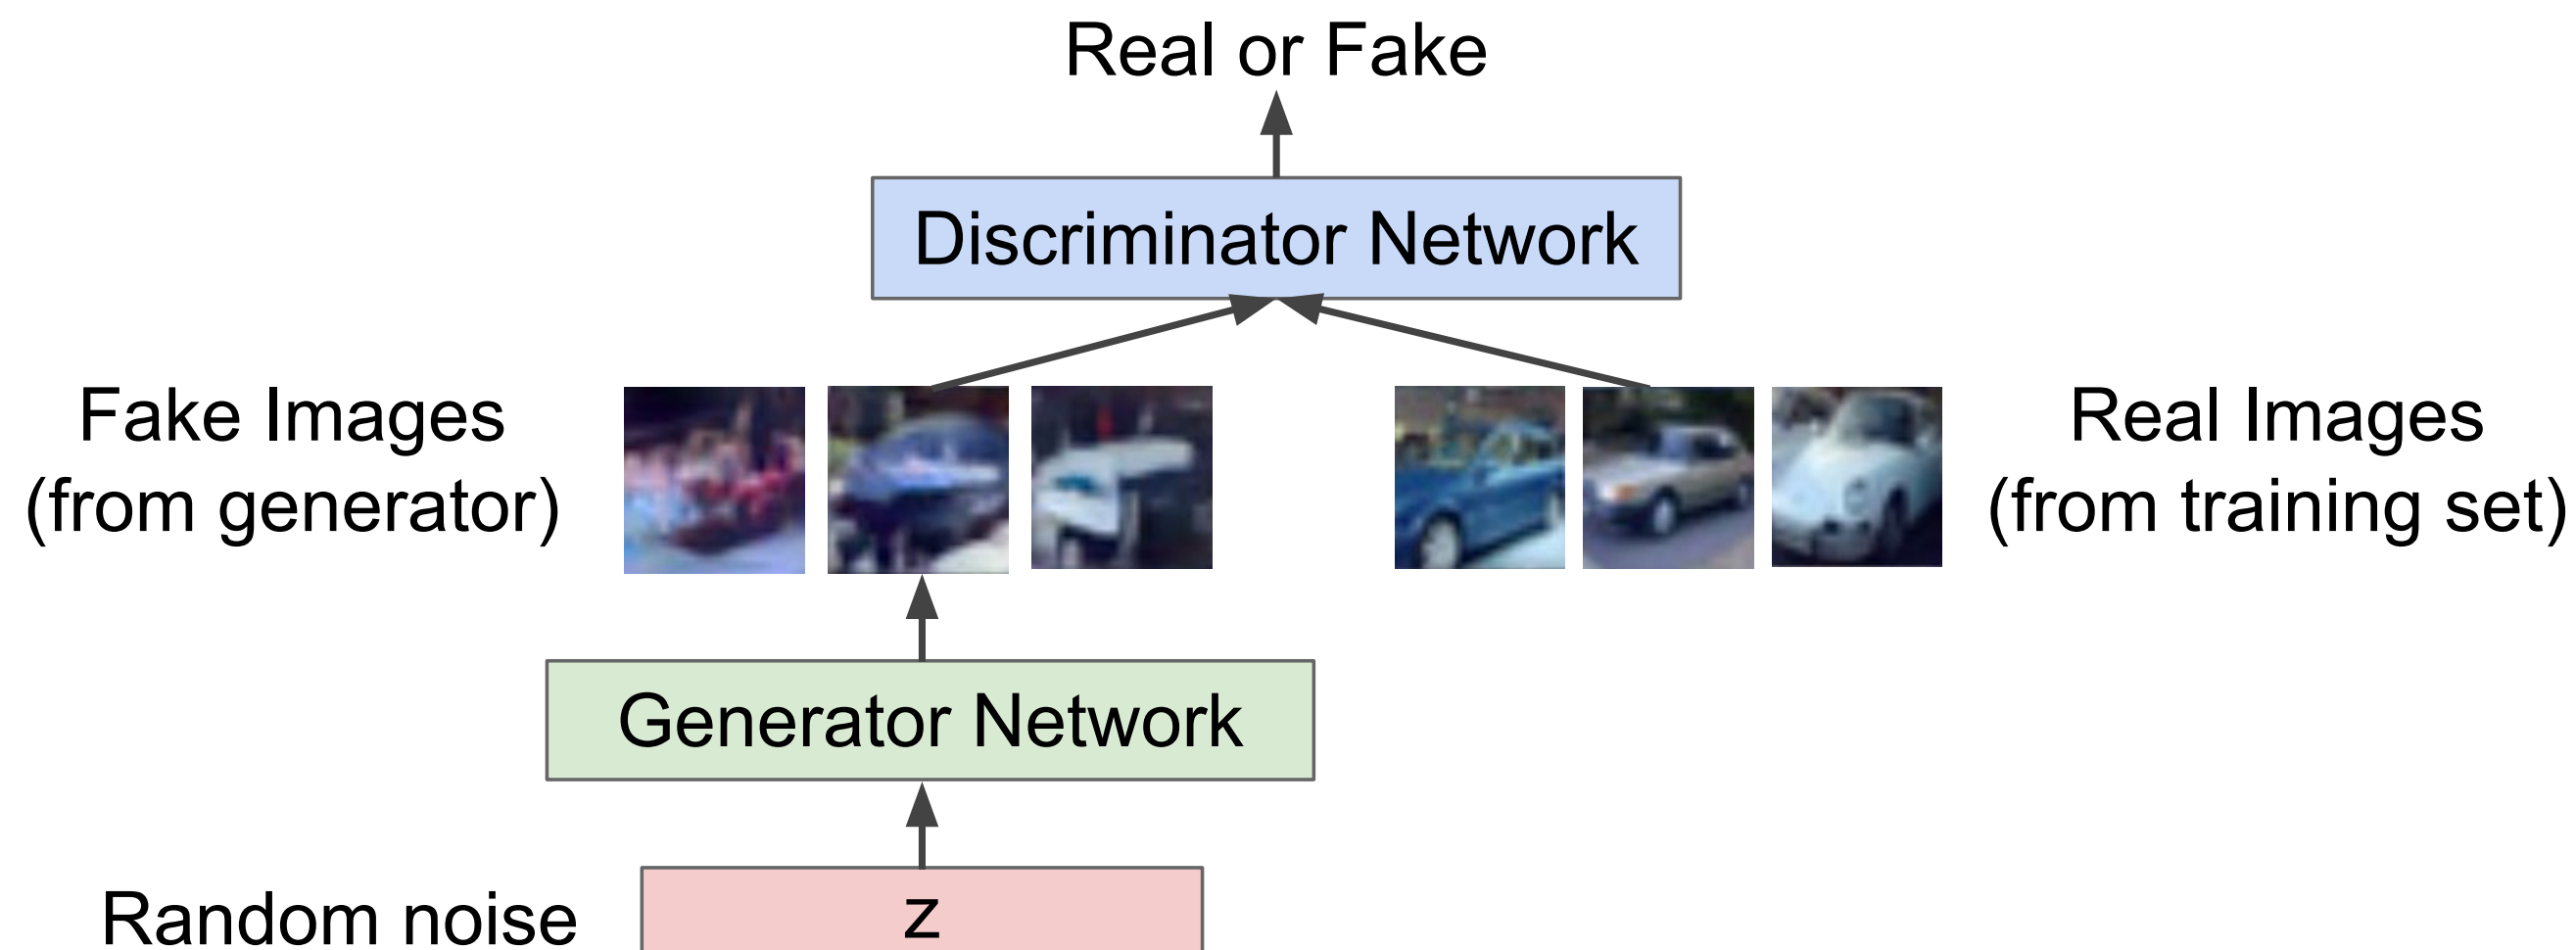 Real or Fake
Discriminator Network
Fake Images
(from generator)
Real Images
(from training set)
Generator Network
Random noise
z